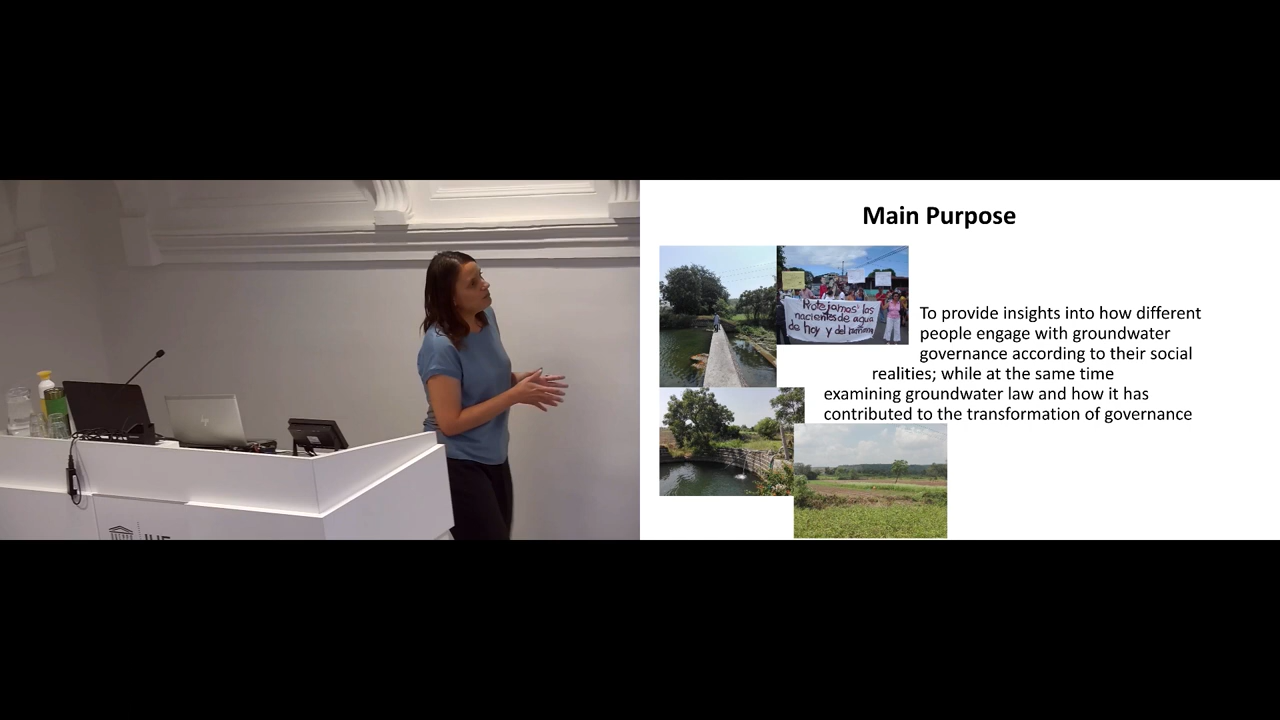 Main Purpose
Protejamos las
nacientes de agua
de hoy y del mañana
To provide insights into how different
people engage with groundwater
governance according to their social
realities; while at the same time
examining groundwater law and how it has
contributed to the transformation of governance
hp